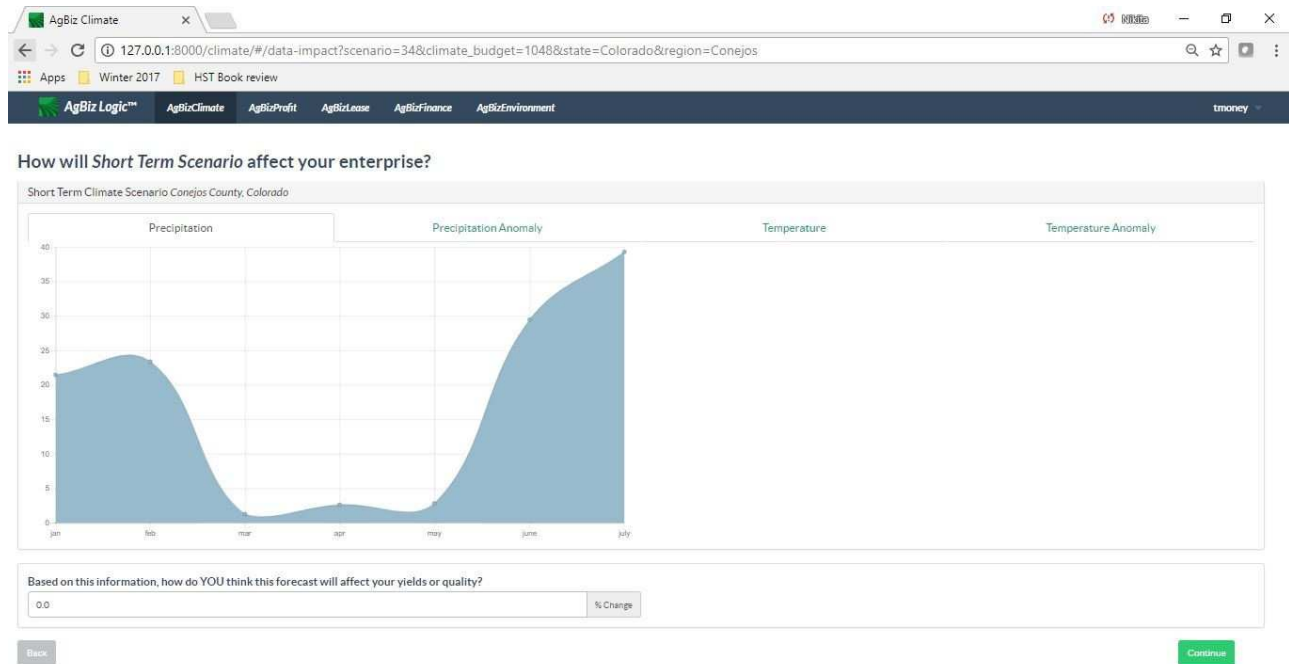 AgBiz Climate
Nikita
127.0.0.1:8000/climate/#/data-impact?scenario=34&climate_budget=1048&state=Colorado&region=Conejos
Apps Winter 2017 HST Book review
AgBiz Logic™ AgBizClimate AgBizProfit AgBizLease AgBizFinance AgBizEnvironment tmoney
How will Short Term Scenario affect your enterprise?
Short Term Climate Scenario Conejos County, Colorado
Precipitation Precipitation Anomaly Temperature Temperature Anomaly
40
35
30
25
20
15
10
5
0
jan feb mar apr may june july
Based on this information, how do YOU think this forecast will affect your yields or quality?
0.0 % Change
Back Continue